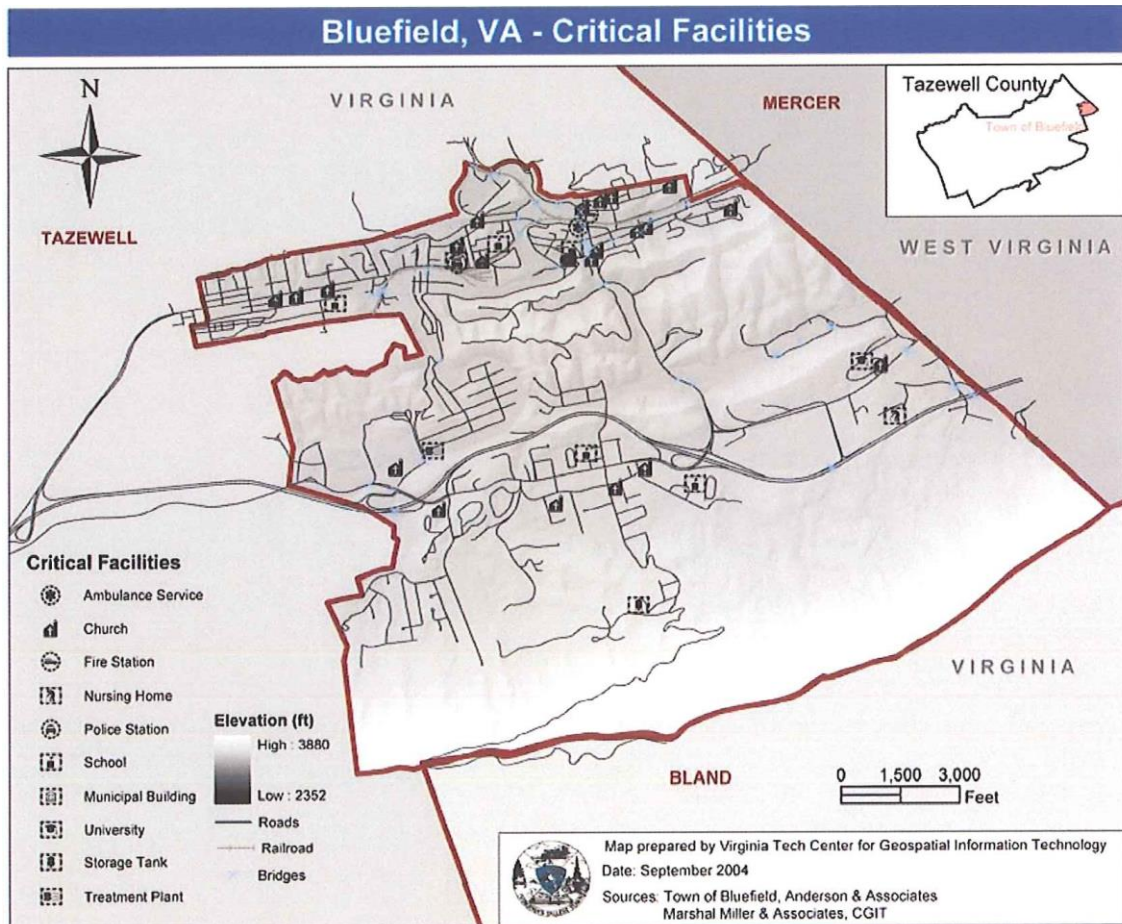 Bluefield, VA - Critical Facilities
N
VIRGINIA
MERCER
Tazewell County
Town of Bluefield
TAZEWELL
WEST VIRGINIA
Critical Facilities
Ambulance Service
Church
Fire Station
Nursing Home
Police Station
School
Municipal Building
University
Storage Tank
Treatment Plant
Elevation (ft)
High : 3880
Low : 2352
Roads
Railroad
Bridges
VIRGINIA
BLAND
0 1,500 3,000
Feet
Map prepared by Virginia Tech Center for Geospatial Information Technology
Date: September 2004
Sources: Town of Bluefield, Anderson & Associates
Marshal Miller & Associates, CGIT